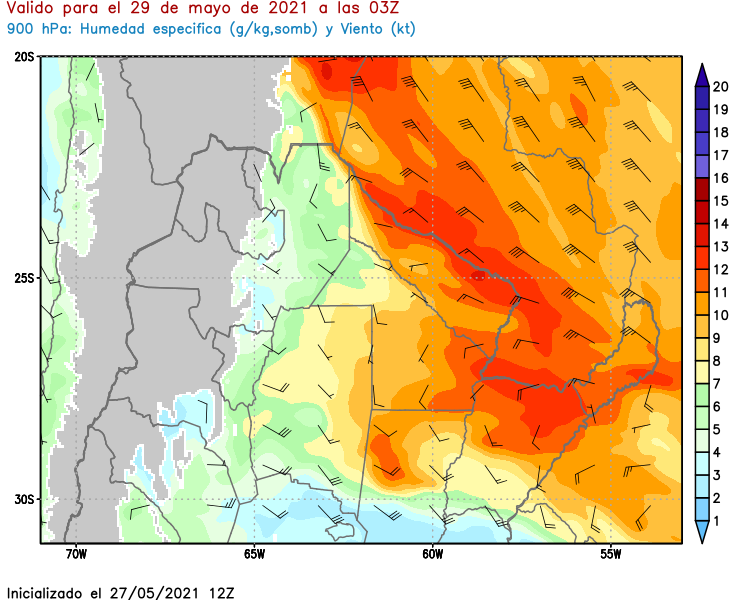 Valido para el 29 de mayo de 2021 a las 03Z
900 hPa: Humedad especifica (g/kg,somb) y Viento (kt)
20S
25S
30S
70W
65W
60W
55W
20
19
18
17
16
15
14
13
12
11
10
9
8
7
6
5
4
3
2
1
Inicializado el 27/05/2021 12Z